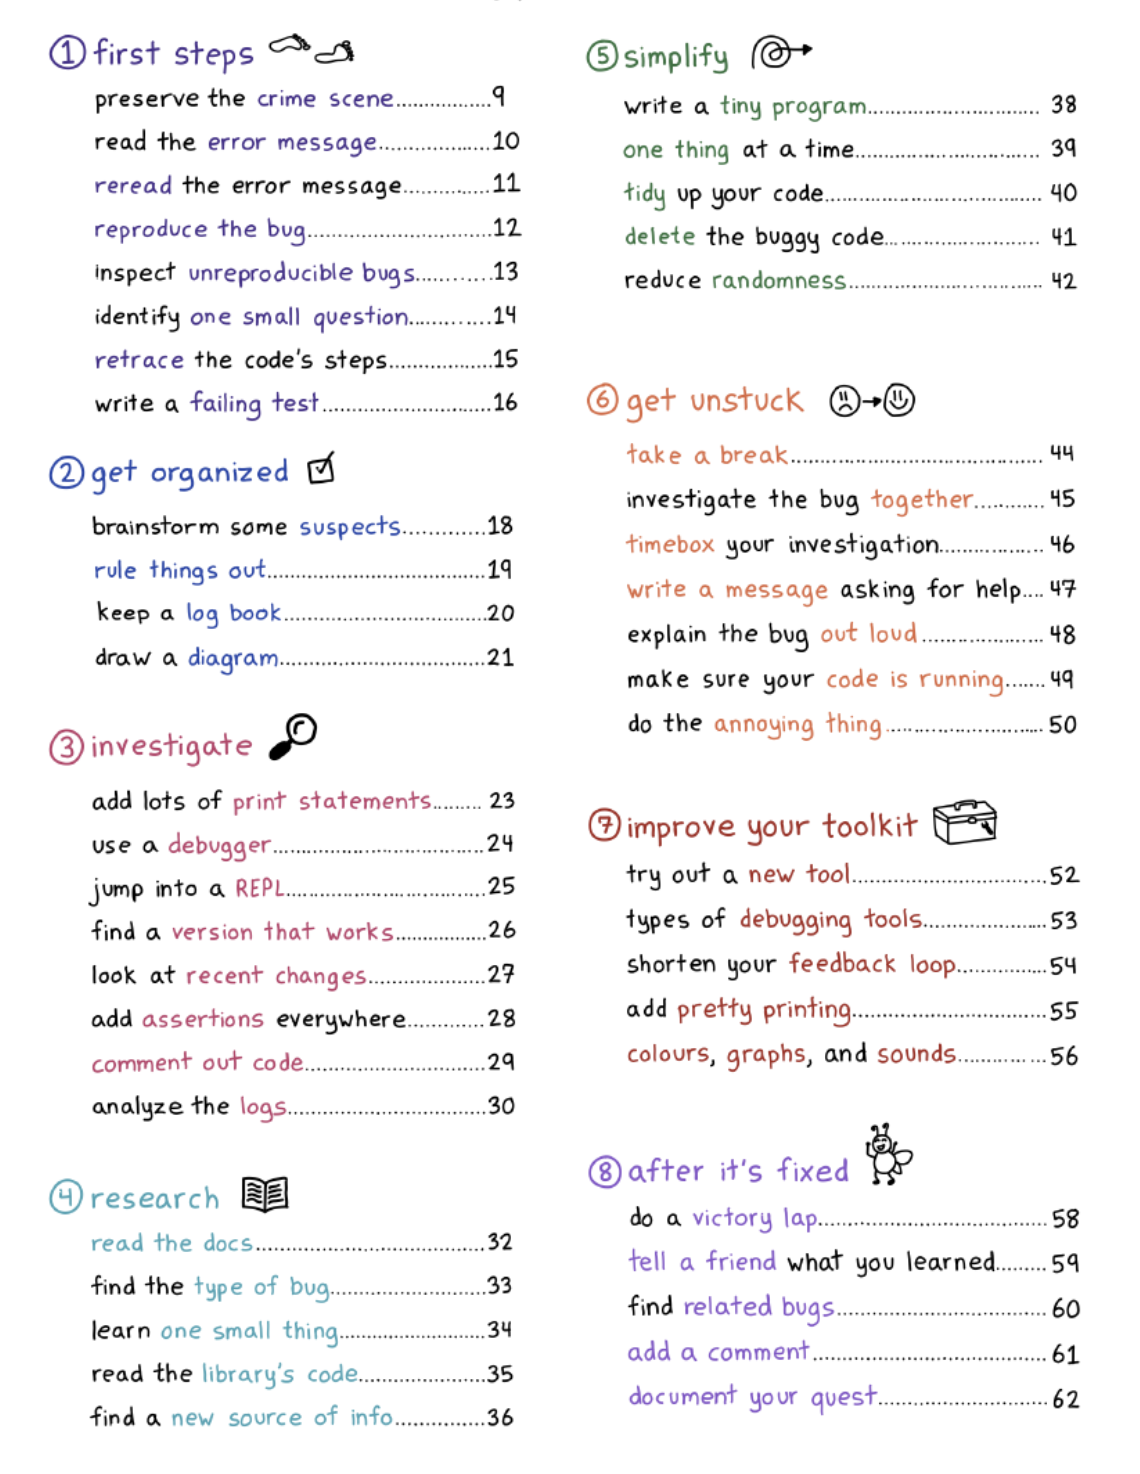 ① first steps
preserve the crime scene................9
read the error message...................10
reread the error message...............11
reproduce the bug...............................12
inspect unreproducible bugs.............13
identify one small question..............14
retrace the code's steps..................15
write a failing test.............................16
② get organized
brainstorm some suspects..............18
rule things out.....................................19
keep a log book...................................20
draw a diagram...................................21
③ investigate
add lots of print statements......... 23
use a debugger................................... 24
jump into a REPL.................................. 25
find a version that works................26
look at recent changes....................27
add assertions everywhere.............28
comment out code...............................29
analyze the logs..................................30
④ research
read the docs.......................................32
find the type of bug...........................33
learn one small thing.........................34
read the library's code......................35
find a new source of info...............36
⑤ simplify
write a tiny program............................. 38
one thing at a time............................... 39
tidy up your code..................................... 40
delete the buggy code.......................... 41
reduce randomness................................. 42
⑥ get unstuck
take a break........................................... 44
investigate the bug together............ 45
timebox your investigation.................. 46
write a message asking for help.... 47
explain the bug out loud..................... 48
make sure your code is running....... 49
do the annoying thing.......................... 50
⑦ improve your toolkit
try out a new tool.................................52
types of debugging tools.....................53
shorten your feedback loop...............54
add pretty printing.................................55
colours, graphs, and sounds...............56
⑧ after it's fixed
do a victory lap...................................... 58
tell a friend what you learned......... 59
find related bugs.................................... 60
add a comment........................................ 61
document your quest............................. 62